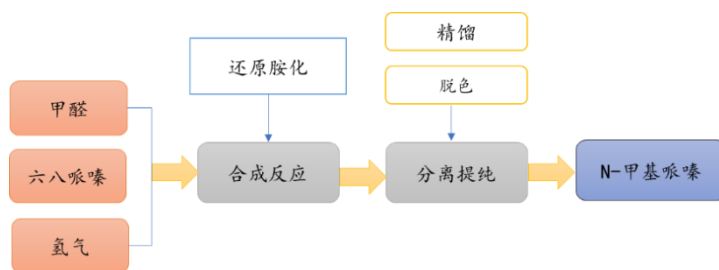 精馏
还原胺化
脱色
甲醛
六八哌嗪
合成反应
分离提纯
N-甲基哌嗪
氢气